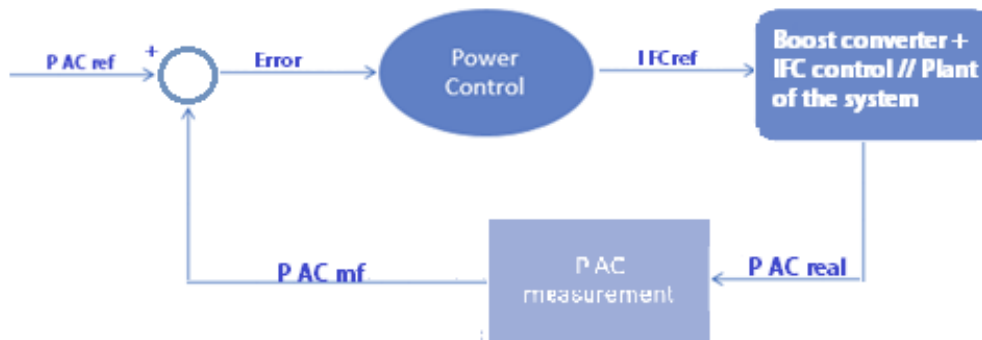 P AC ref
+
Error
Power
Control
IFCref
Boost converter +
IFC control // Plant
of the system
P AC mf
P AC
measurement
P AC real